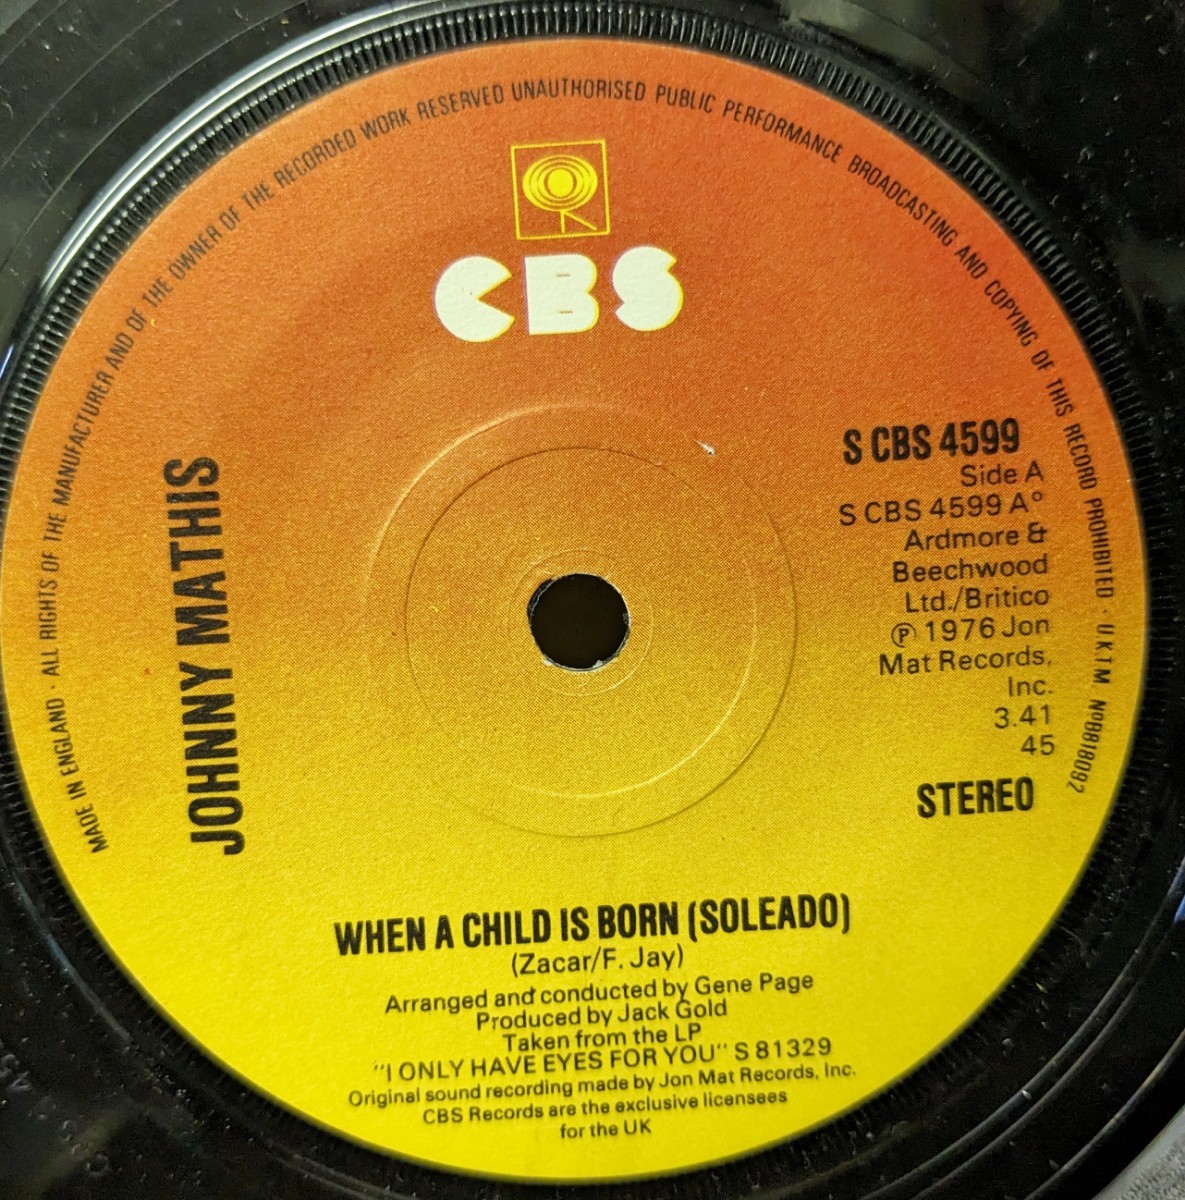 MADE IN ENGLAND · ALL RIGHTS OF THE MANUFACTURER AND OF THE OWNER OF THE RECORDED WORK RESERVED UNAUTHORISED PUBLIC PERFORMANCE BROADCASTING AND COPYING OF THIS RECORD PROHIBITED · U.K.T.M. No BB18092
CBS
JOHNNY MATHIS
S CBS 4599
Side A
S CBS 4599 A°
Ardmore &
Beechwood
Ltd./Britico
℗ 1976 Jon
Mat Records,
Inc.
3.41
45
STEREO
WHEN A CHILD IS BORN (SOLEADO)
(Zacar/F. Jay)
Arranged and conducted by Gene Page
Produced by Jack Gold
Taken from the LP
"I ONLY HAVE EYES FOR YOU" S 81329
Original sound recording made by Jon Mat Records, Inc.
CBS Records are the exclusive licensees
for the UK